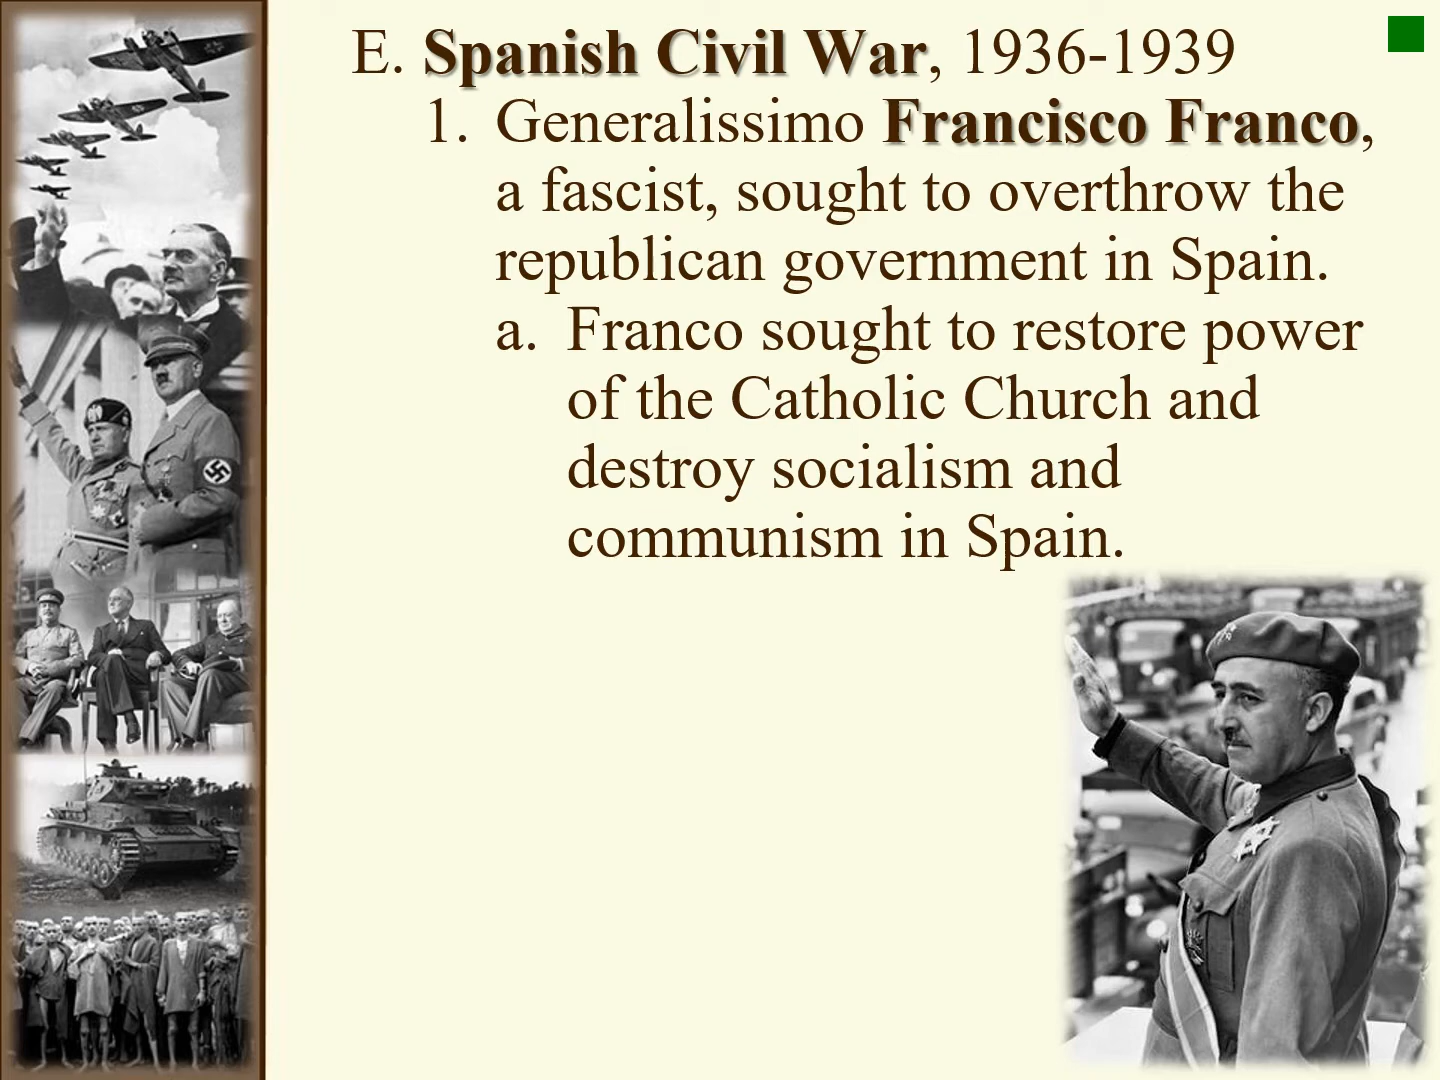 E. Spanish Civil War, 1936-1939
1. Generalissimo Francisco Franco,
a fascist, sought to overthrow the
republican government in Spain.
a. Franco sought to restore power
of the Catholic Church and
destroy socialism and
communism in Spain.